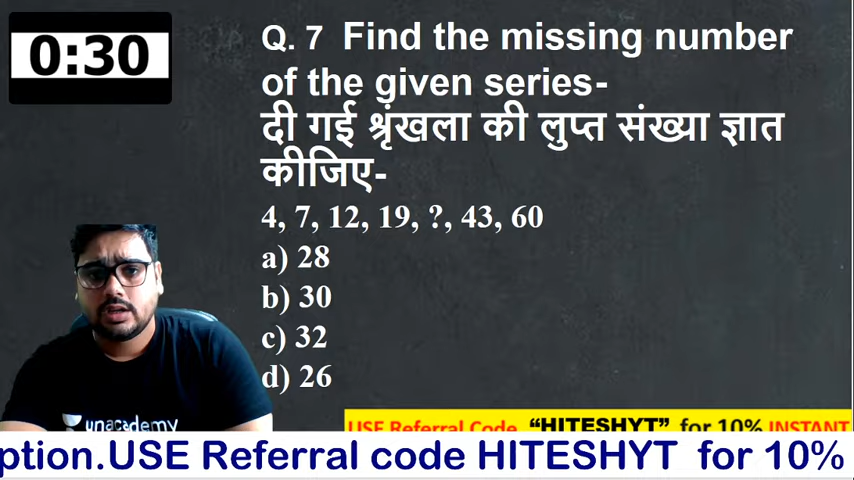 0:30
Q. 7 Find the missing number
of the given series-
दी गई श्रृंखला की लुप्त संख्या ज्ञात
कीजिए-
4, 7, 12, 19, ?, 43, 60
a) 28
b) 30
c) 32
d) 26
unacademy
USE Referral Code "HITESHYT" for 10% INSTANT
ption.USE Referral code HITESHYT for 10%